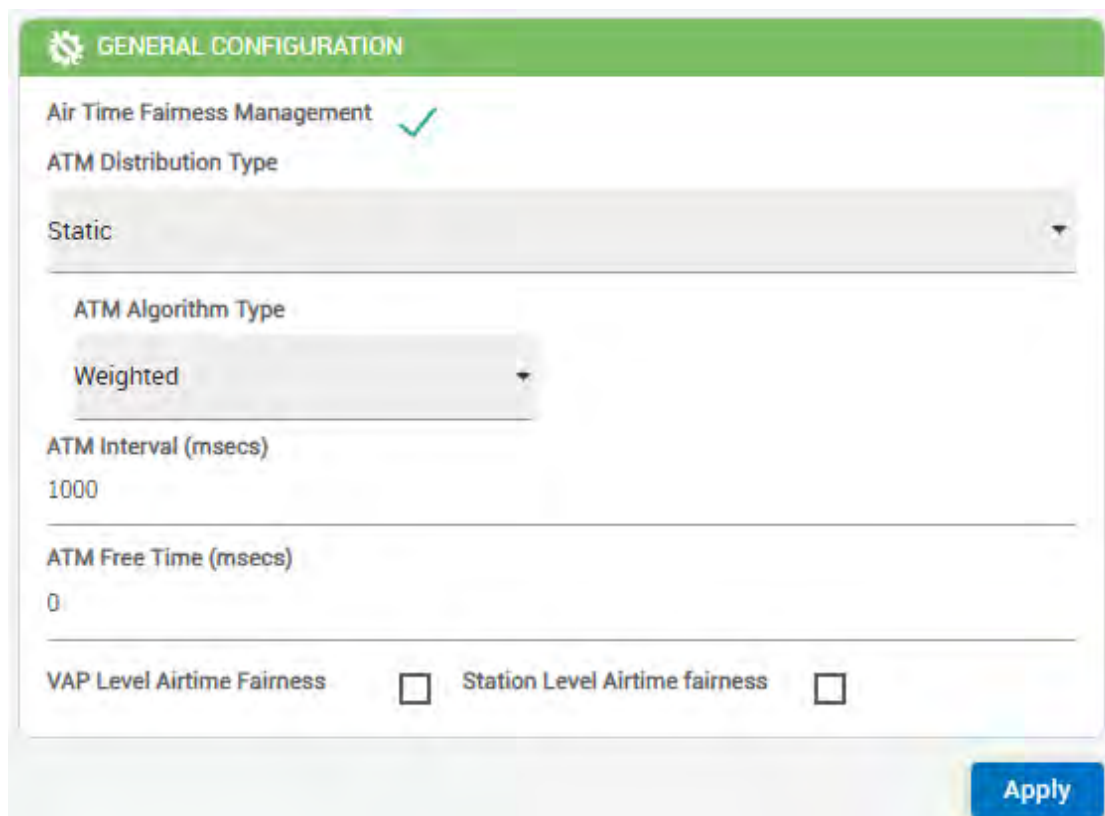 GENERAL CONFIGURATION
Air Time Fairness Management
ATM Distribution Type
Static
ATM Algorithm Type
Weighted
ATM Interval (msecs)
1000
ATM Free Time (msecs)
0
VAP Level Airtime Fairness Station Level Airtime fairness
Apply